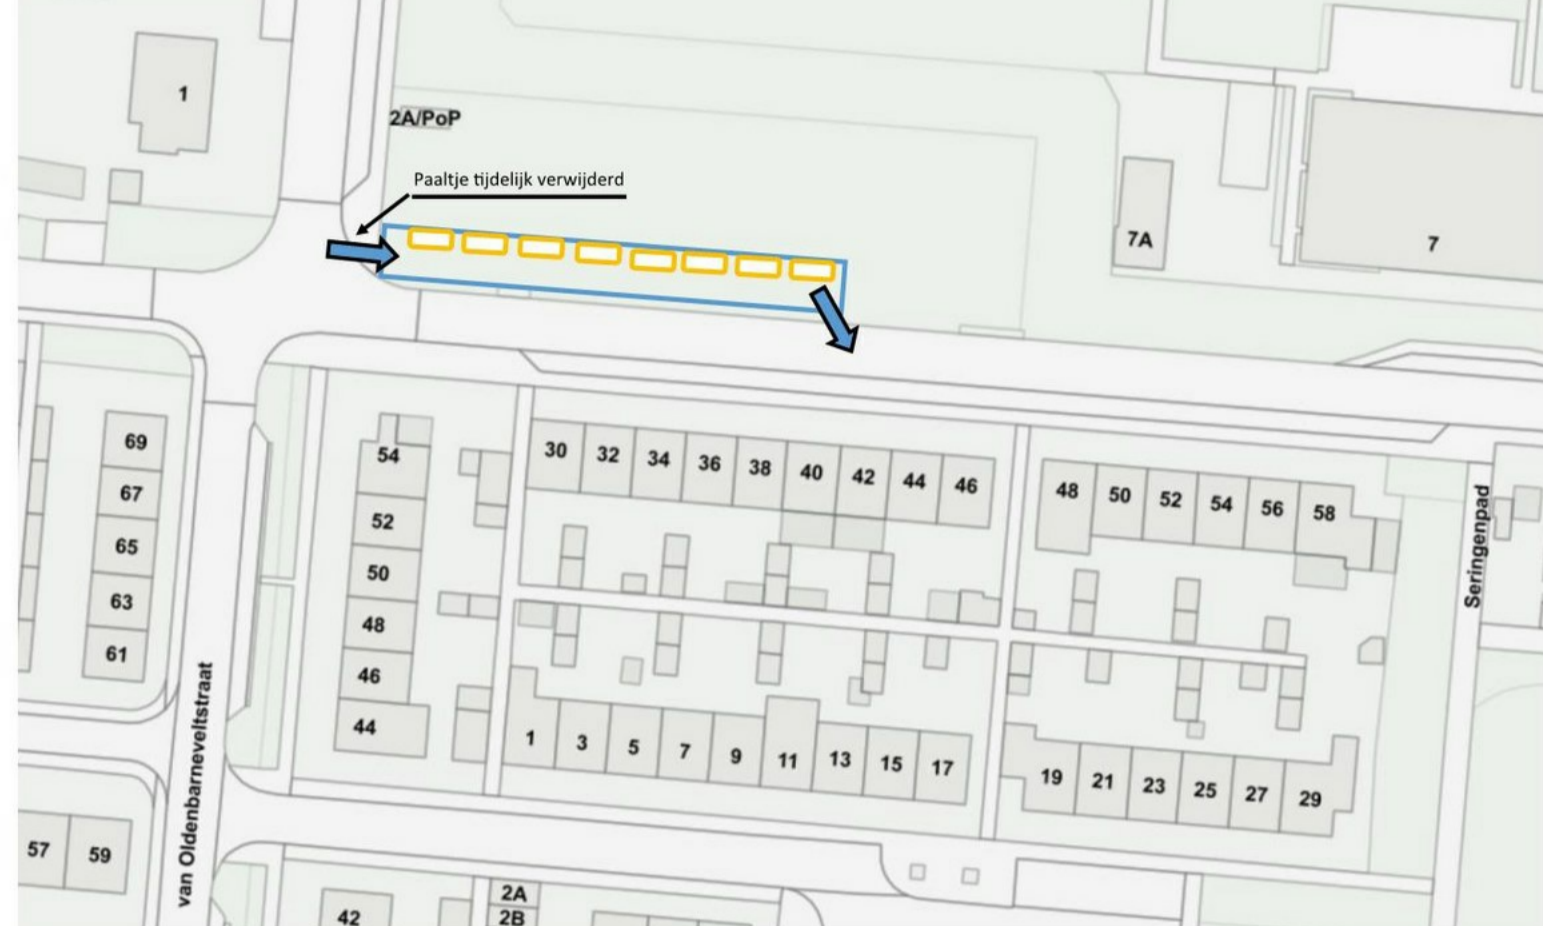 1
2A/PoP
Paaltje tijdelijk verwijderd
7A
7
69
67
65
63
61
54
52
50
48
46
44
30 32 34 36 38 40 42 44 46
48 50 52 54 56 58
Seringenpad
van Oldenbarneveltstraat
1 3 5 7 9 11 13 15 17
19 21 23 25 27 29
57 59
42
2A
2B